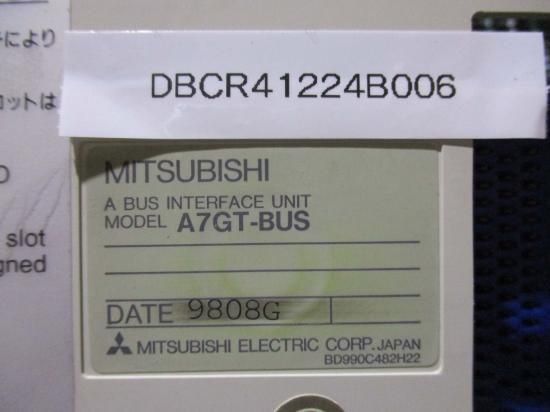 により
DBCR41224B006
ロットは
MITSUBISHI
A BUS INTERFACE UNIT
MODEL A7GT-BUS
slot
gned
DATE 9808G
MITSUBISHI ELECTRIC CORP. JAPAN
BD990C482H22